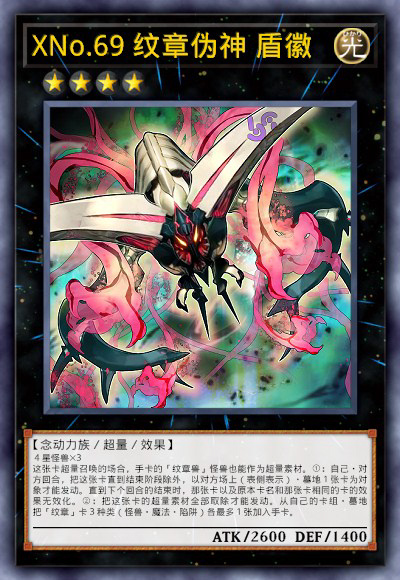 XNo.69 纹章伪神 盾徽
ひかり
光
【念动力族／超量／效果】
4星怪兽×3
这张卡超量召唤的场合，手卡的「纹章兽」怪兽也能作为超量素材。①：自己·对
方回合，把这张卡直到结束阶段除外，以对方场上（表侧表示）·墓地1张卡为对
象才能发动。直到下个回合的结束时，那张卡以及原本卡名和那张卡相同的卡的效
果无效化。②：把这张卡的超量素材全部取除才能发动。从自己的卡组·墓地
把「纹章」卡3种类（怪兽·魔法·陷阱）各最多1张加入手卡。
ATK/2600 DEF/1400